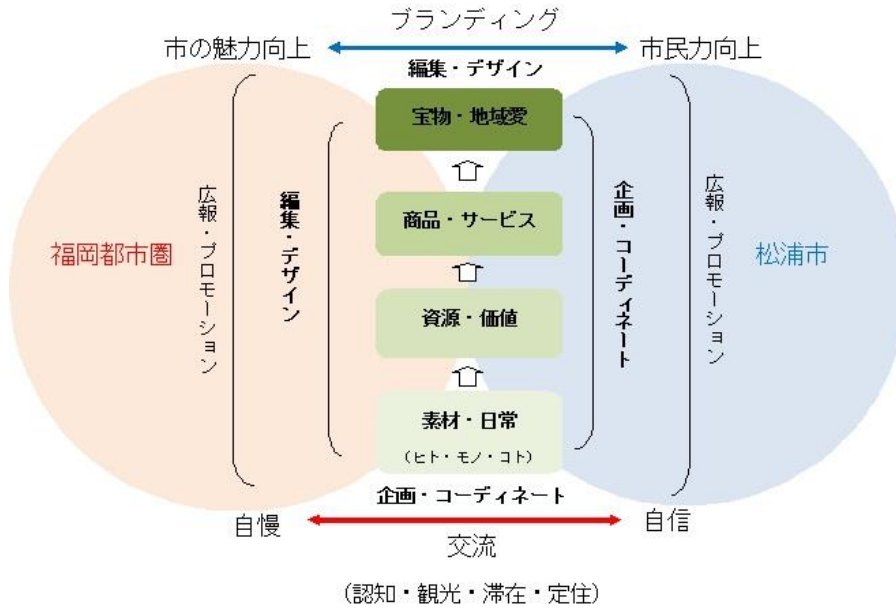 ブランディング
市の魅力向上
市民力向上
編集・デザイン
宝物・地域愛
商品・サービス
資源・価値
素材・日常
(ヒト・モノ・コト)
企画・コーディネート
福岡都市圏
広報・プロモーション
編集・デザイン
企画・コーディネート
広報・プロモーション
松浦市
自慢
自信
交流
(認知・観光・滞在・定住)